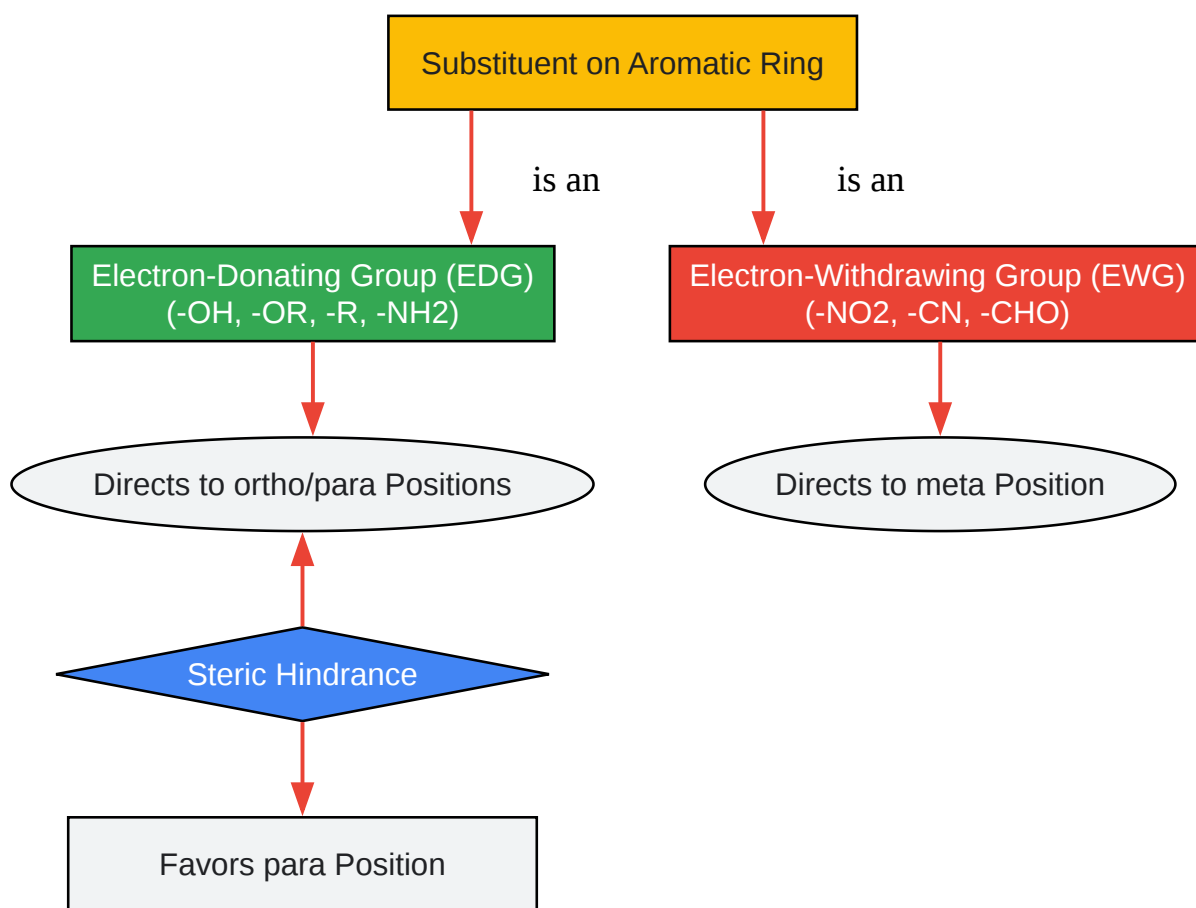 Substituent on Aromatic Ring
is an
is an
Electron-Donating Group (EDG)
(-OH, -OR, -R, -NH2)
Electron-Withdrawing Group (EWG)
(-NO2, -CN, -CHO)
Directs to ortho/para Positions
Directs to meta Position
Steric Hindrance
Favors para Position